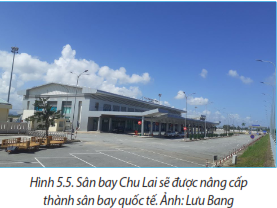 Hình 5.5. Sân bay Chu Lai sẽ được nâng cấp
thành sân bay quốc tế. Ảnh: Lưu Bang